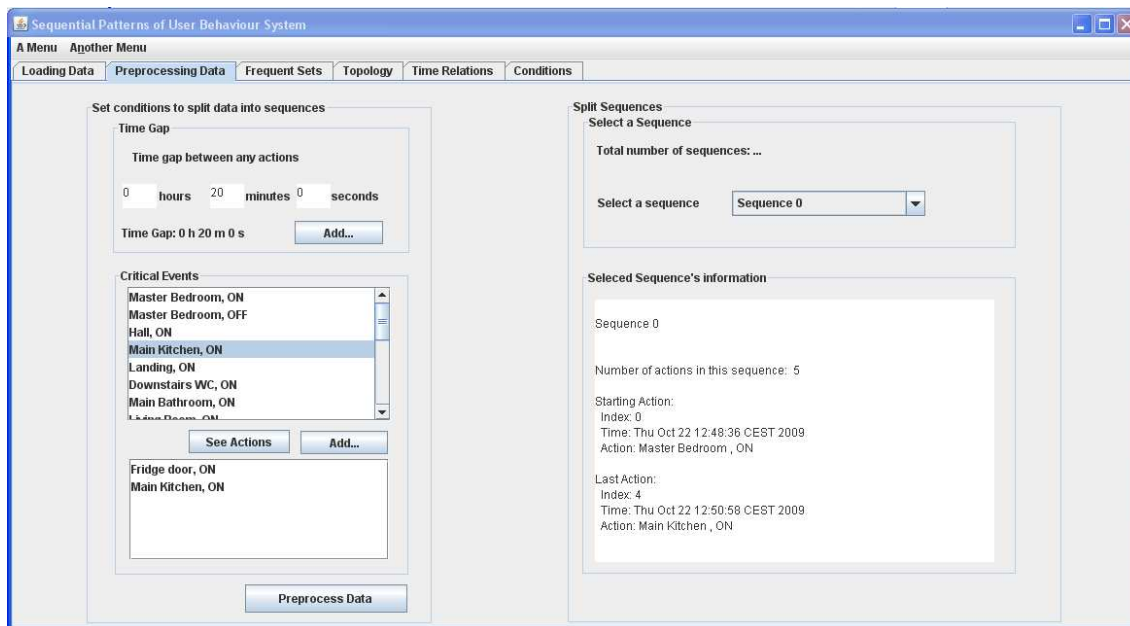 Sequential Patterns of User Behaviour System
A Menu Another Menu
Loading Data Preprocessing Data Frequent Sets Topology Time Relations Conditions
Set conditions to split data into sequences
Time Gap
Time gap between any actions
0 hours 20 minutes 0 seconds
Time Gap: 0 h 20 m 0 s Add...
Critical Events
Master Bedroom, ON
Master Bedroom, OFF
Hall, ON
Main Kitchen, ON
Landing, ON
Downstairs WC, ON
Main Bathroom, ON
Living Room, ON
See Actions Add...
Fridge door, ON
Main Kitchen, ON
Preprocess Data
Split Sequences
Select a Sequence
Total number of sequences: ...
Select a sequence Sequence 0
Seleced Sequence's information
Sequence 0
Number of actions in this sequence: 5
Starting Action:
Index: 0
Time: Thu Oct 22 12:48:36 CEST 2009
Action: Master Bedroom , ON
Last Action:
Index: 4
Time: Thu Oct 22 12:50:58 CEST 2009
Action: Main Kitchen , ON